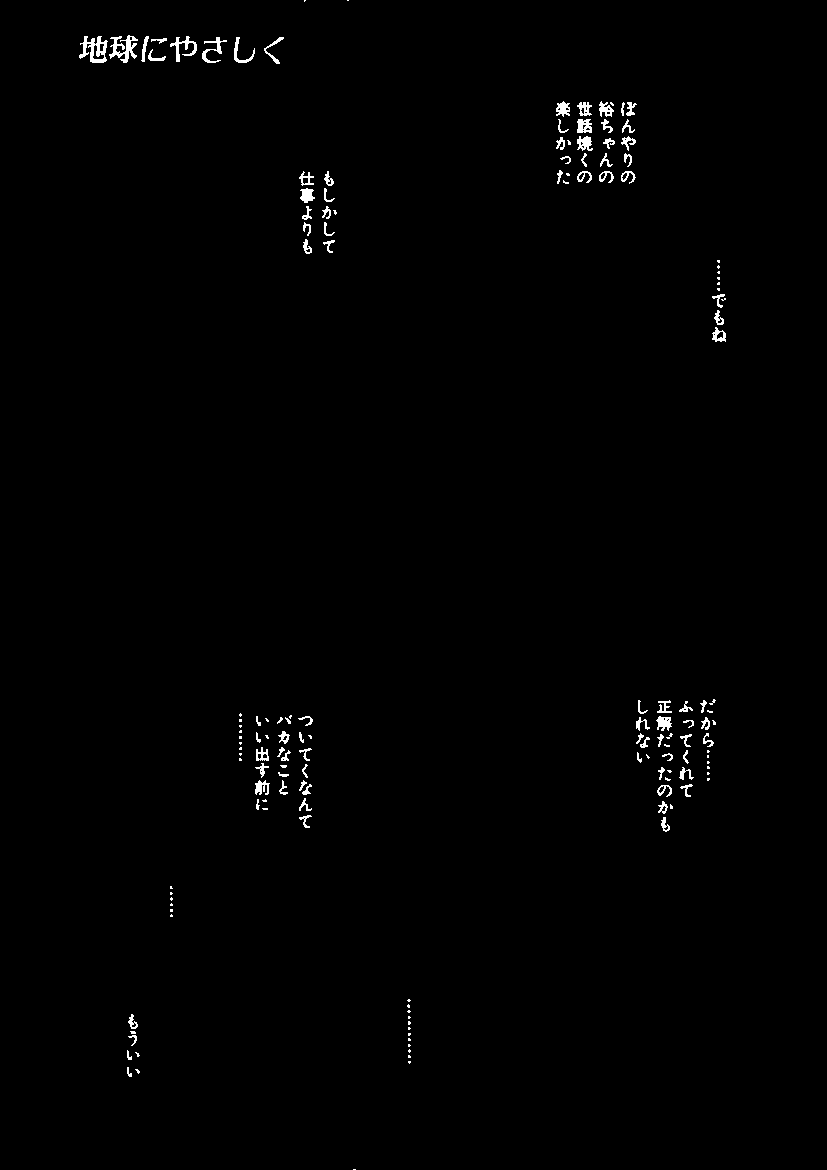 地球にやさしく
……でもね
ぼんやりの
裕ちゃんの
世話焼くの
楽しかった
もしかして
仕事よりも
だから……
ふってくれて
正解だったのかも
しれない
ついてくなんて
バカなこと
いい出す前に
………
…………
……
もういい